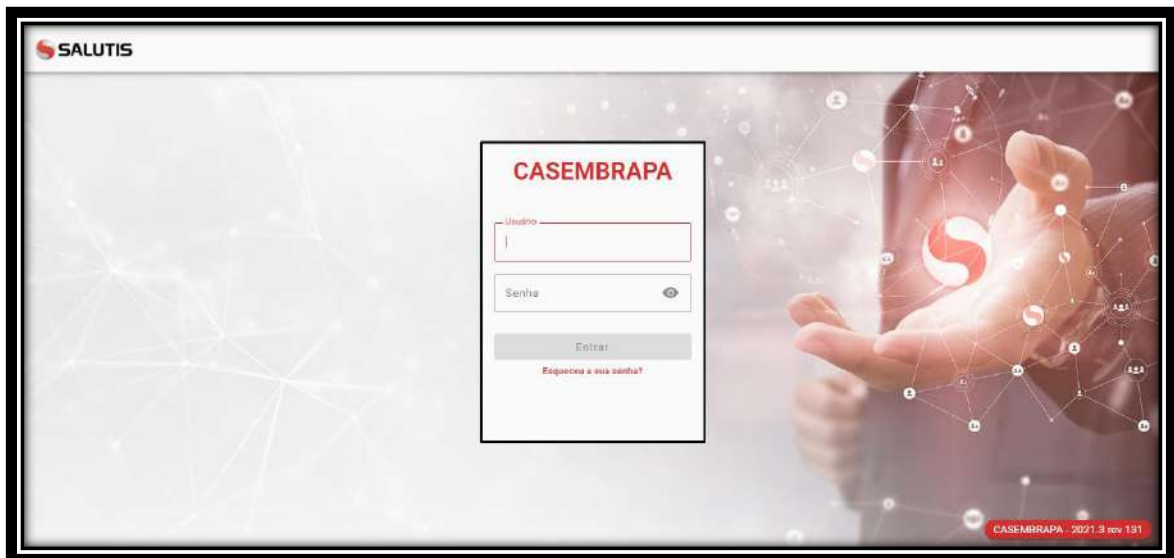 SALUTIS
CASEMBRAPA
Usuário
Senha
Entrar
Esqueceu a sua senha?
CASEMBRAPA - 2021.3 rev 131